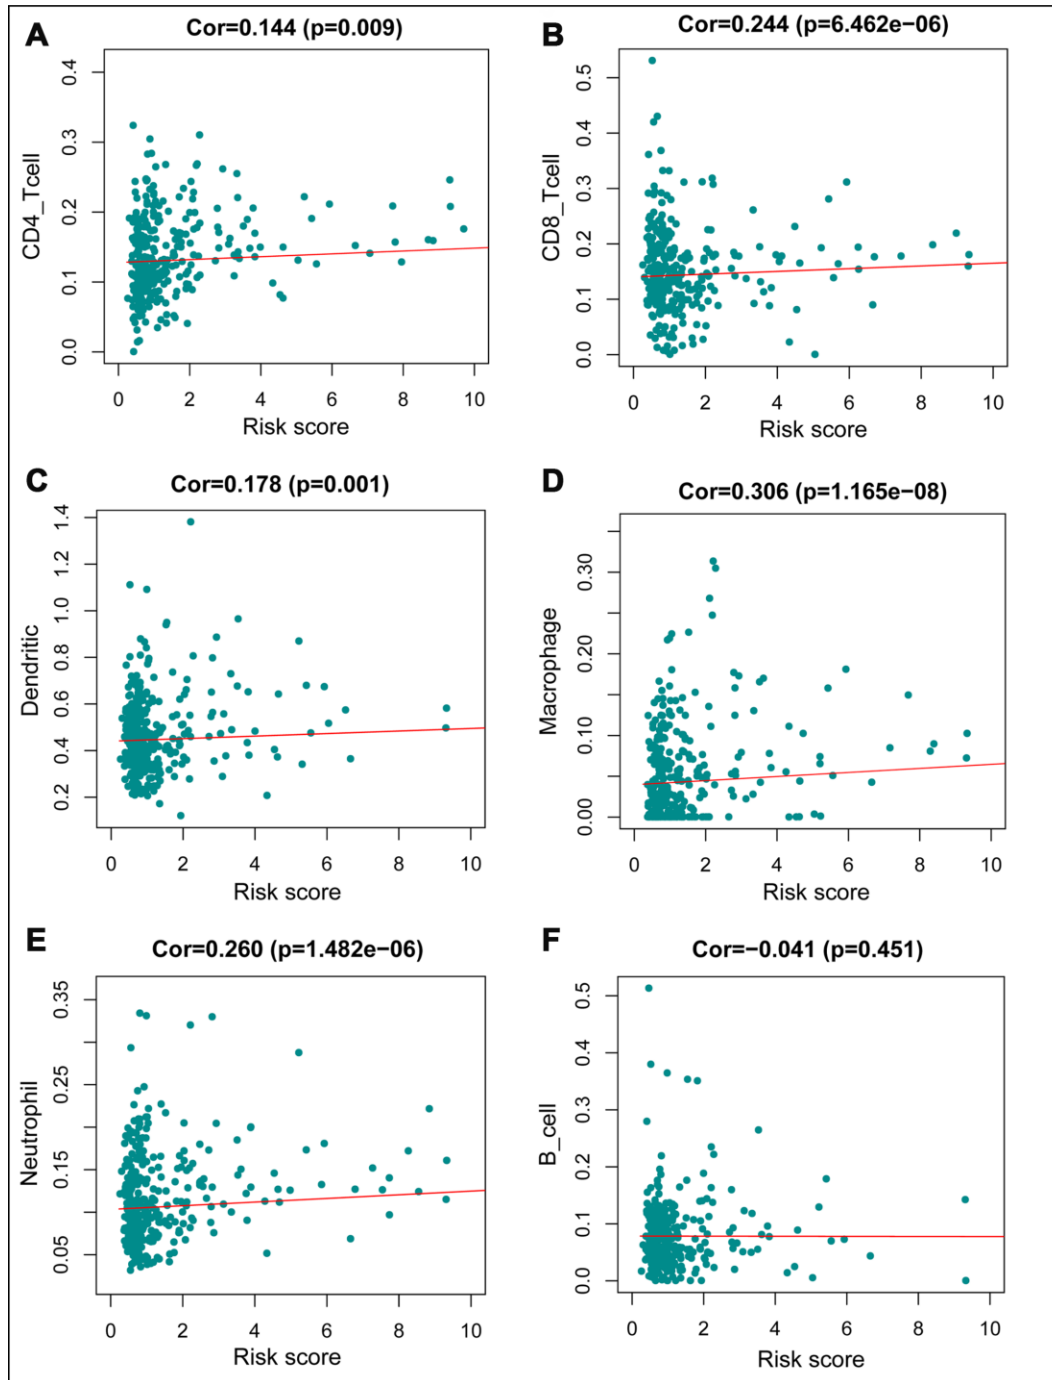 A
Cor=0.144 (p=0.009)
CD4_Tcell
0.4
0.3
0.2
0.1
0.0
0 2 4 6 8 10
Risk score
B
Cor=0.244 (p=6.462e−06)
CD8_Tcell
0.5
0.4
0.3
0.2
0.1
0.0
0 2 4 6 8 10
Risk score
C
Cor=0.178 (p=0.001)
Dendritic
1.4
1.2
1.0
0.8
0.6
0.4
0.2
0 2 4 6 8 10
Risk score
D
Cor=0.306 (p=1.165e−08)
Macrophage
0.30
0.20
0.10
0.00
0 2 4 6 8 10
Risk score
E
Cor=0.260 (p=1.482e−06)
Neutrophil
0.35
0.25
0.15
0.05
0 2 4 6 8 10
Risk score
F
Cor=−0.041 (p=0.451)
B_cell
0.5
0.4
0.3
0.2
0.1
0.0
0 2 4 6 8 10
Risk score